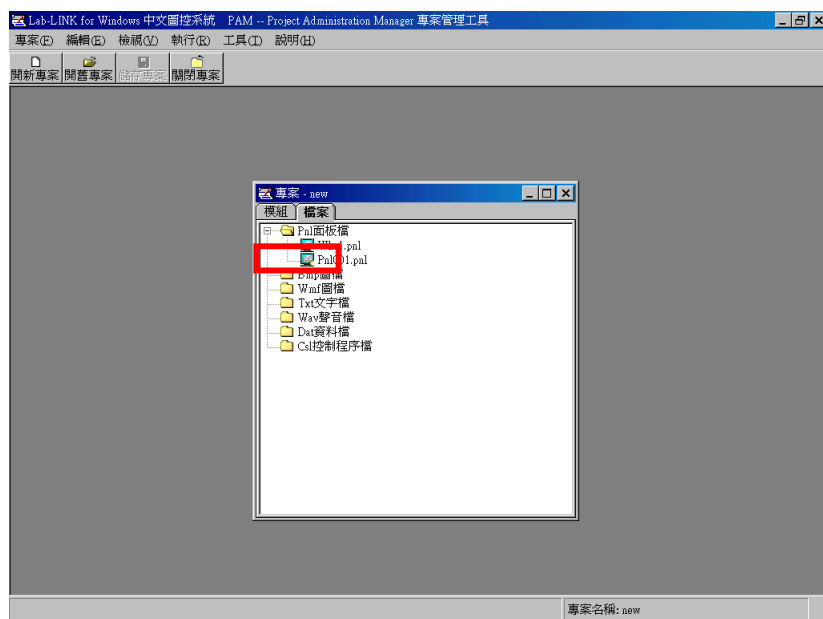 Lab-LINK for Windows 中文圖控系統 PAM -- Project Administration Manager 專案管理工具
專案(F) 編輯(E) 檢視(V) 執行(R) 工具(T) 說明(H)
開新專案 開舊專案 儲存專案 關閉專案
專案 - new
模組 檔案
Pnl面板檔
.pnl
Pnl001.pnl
Bmp圖檔
Wmf圖檔
Txt文字檔
Wav聲音檔
Dat資料檔
Csl控制程序檔
專案名稱: new